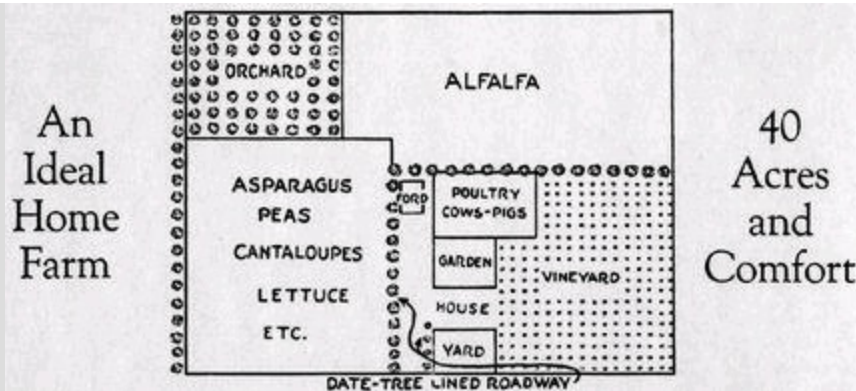 An
Ideal
Home
Farm
ORCHARD
ALFALFA
ASPARAGUS
PEAS
CANTALOUPES
LETTUCE
ETC.
FORD
POULTRY
COWS-PIGS
GARDEN
VINEYARD
HOUSE
YARD
DATE-TREE LINED ROADWAY
40
Acres
and
Comfort